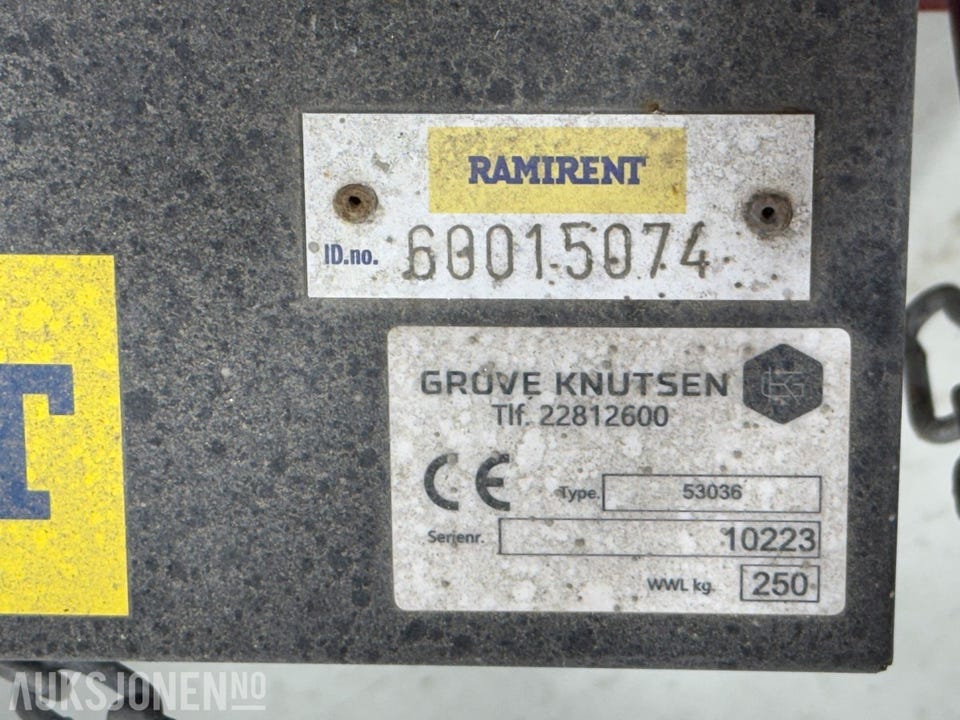 RAMIRENT
ID.no. 60015074
GROVE KNUTSEN
Tlf. 22812600
CE Type. 53036
Serienr. 10223
WWL kg. 250
AUKSJONEN.NO